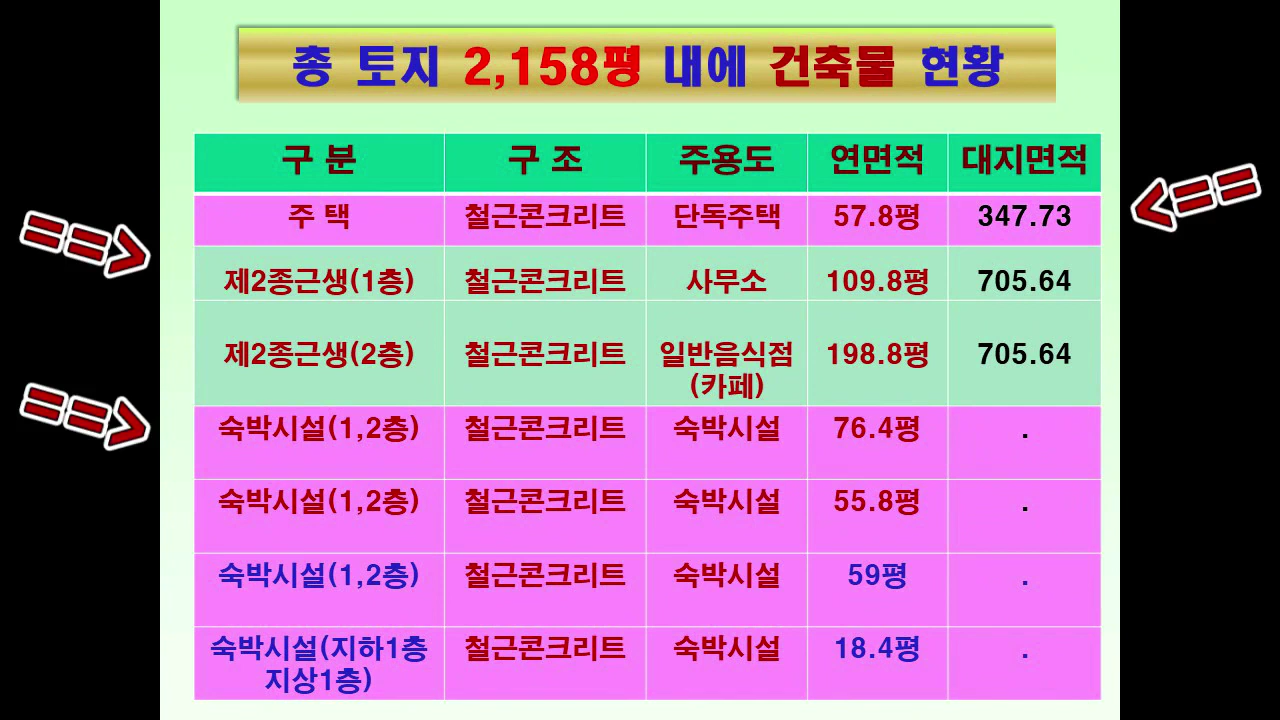 총 토지 2,158평 내에 건축물 현황
구 분 구 조 주용도 연면적 대지면적
주 택 철근콘크리트 단독주택 57.8평 347.73
제2종근생(1층) 철근콘크리트 사무소 109.8평 705.64
제2종근생(2층) 철근콘크리트 일반음식점 198.8평 705.64
(카페)
숙박시설(1,2층) 철근콘크리트 숙박시설 76.4평 .
숙박시설(1,2층) 철근콘크리트 숙박시설 55.8평 .
숙박시설(1,2층) 철근콘크리트 숙박시설 59평 .
숙박시설(지하1층 철근콘크리트 숙박시설 18.4평 .
지상1층)